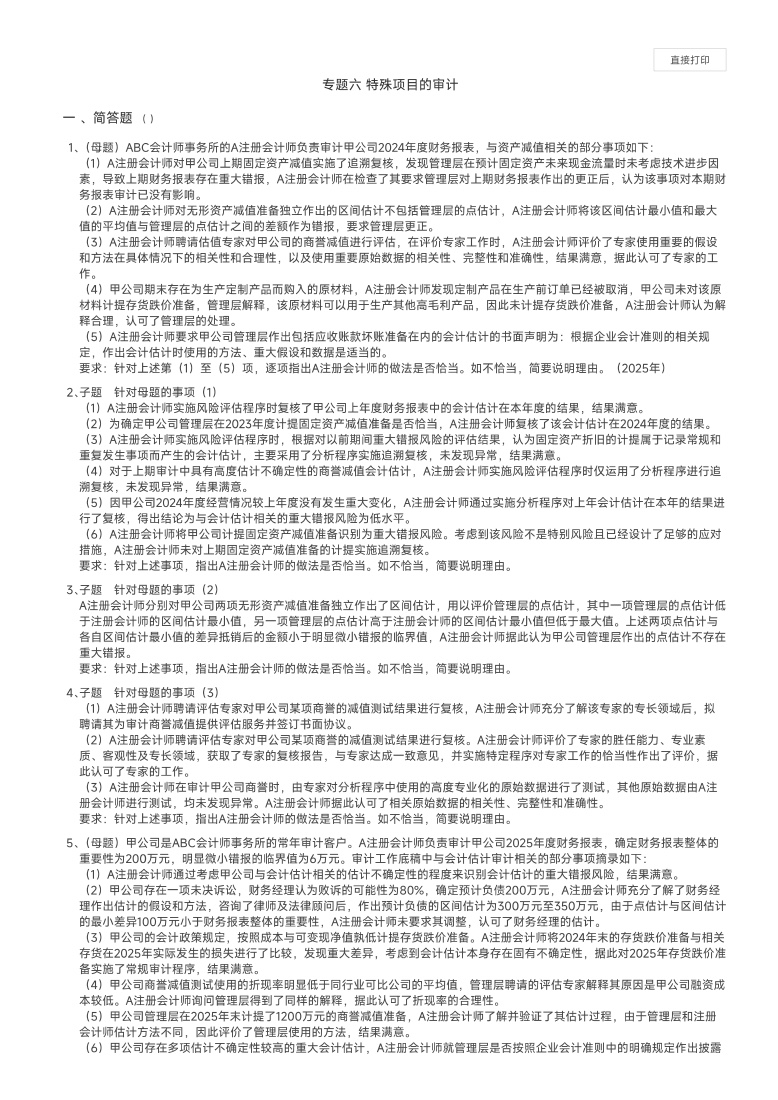 直接打印
专题六 特殊项目的审计
一 、简答题 （ ）
1、（母题）ABC会计师事务所的A注册会计师负责审计甲公司2024年度财务报表，与资产减值相关的部分事项如下：
（1）A注册会计师对甲公司上期固定资产减值实施了追溯复核，发现管理层在预计固定资产未来现金流量时未考虑技术进步因
素，导致上期财务报表存在重大错报，A注册会计师在检查了其要求管理层对上期财务报表作出的更正后，认为该事项对本期财
务报表审计已没有影响。
（2）A注册会计师对无形资产减值准备独立作出的区间估计不包括管理层的点估计，A注册会计师将该区间估计最小值和最大
值的平均值与管理层的点估计之间的差额作为错报，要求管理层更正。
（3）A注册会计师聘请估值专家对甲公司的商誉减值进行评估，在评价专家工作时，A注册会计师评价了专家使用重要的假设
和方法在具体情况下的相关性和合理性，以及使用重要原始数据的相关性、完整性和准确性，结果满意，据此认可了专家的工
作。
（4）甲公司期末存在为生产定制产品而购入的原材料，A注册会计师发现定制产品在生产前订单已经被取消，甲公司未对该原
材料计提存货跌价准备，管理层解释，该原材料可以用于生产其他高毛利产品，因此未计提存货跌价准备，A注册会计师认为解
释合理，认可了管理层的处理。
（5）A注册会计师要求甲公司管理层作出包括应收账款坏账准备在内的会计估计的书面声明为：根据企业会计准则的相关规
定，作出会计估计时使用的方法、重大假设和数据是适当的。
要求：针对上述第（1）至（5）项，逐项指出A注册会计师的做法是否恰当。如不恰当，简要说明理由。（2025年）
2、子题 针对母题的事项（1）
（1）A注册会计师实施风险评估程序时复核了甲公司上年度财务报表中的会计估计在本年度的结果，结果满意。
（2）为确定甲公司管理层在2023年度计提固定资产减值准备是否恰当，A注册会计师复核了该会计估计在2024年度的结果。
（3）A注册会计师实施风险评估程序时，根据对以前期间重大错报风险的评估结果，认为固定资产折旧的计提属于记录常规和
重复发生事项而产生的会计估计，主要采用了分析程序实施追溯复核，未发现异常，结果满意。
（4）对于上期审计中具有高度估计不确定性的商誉减值会计估计，A注册会计师实施风险评估程序时仅运用了分析程序进行追
溯复核，未发现异常，结果满意。
（5）因甲公司2024年度经营情况较上年度没有发生重大变化，A注册会计师通过实施分析程序对上年会计估计在本年的结果进
行了复核，得出结论为与会计估计相关的重大错报风险为低水平。
（6）A注册会计师将甲公司计提固定资产减值准备识别为重大错报风险。考虑到该风险不是特别风险且已经设计了足够的应对
措施，A注册会计师未对上期固定资产减值准备的计提实施追溯复核。
要求：针对上述事项，指出A注册会计师的做法是否恰当。如不恰当，简要说明理由。
3、子题 针对母题的事项（2）
A注册会计师分别对甲公司两项无形资产减值准备独立作出了区间估计，用以评价管理层的点估计，其中一项管理层的点估计低
于注册会计师的区间估计最小值，另一项管理层的点估计高于注册会计师的区间估计最小值但低于最大值。上述两项点估计与
各自区间估计最小值的差异抵销后的金额小于明显微小错报的临界值，A注册会计师据此认为甲公司管理层作出的点估计不存在
重大错报。
要求：针对上述事项，指出A注册会计师的做法是否恰当。如不恰当，简要说明理由。
4、子题 针对母题的事项（3）
（1）A注册会计师聘请评估专家对甲公司某项商誉的减值测试结果进行复核，A注册会计师充分了解该专家的专长领域后，拟
聘请其为审计商誉减值提供评估服务并签订书面协议。
（2）A注册会计师聘请评估专家对甲公司某项商誉的减值测试结果进行复核。A注册会计师评价了专家的胜任能力、专业素
质、客观性及专长领域，获取了专家的复核报告，与专家达成一致意见，并实施特定程序对专家工作的恰当性作出了评价，据
此认可了专家的工作。
（3）A注册会计师在审计甲公司商誉时，由专家对分析程序中使用的高度专业化的原始数据进行了测试，其他原始数据由A注
册会计师进行测试，均未发现异常。A注册会计师据此认可了相关原始数据的相关性、完整性和准确性。
要求：针对上述事项，指出A注册会计师的做法是否恰当。如不恰当，简要说明理由。
5、（母题）甲公司是ABC会计师事务所的常年审计客户。A注册会计师负责审计甲公司2025年度财务报表，确定财务报表整体的
重要性为200万元，明显微小错报的临界值为6万元。审计工作底稿中与会计估计审计相关的部分事项摘录如下：
（1）A注册会计师通过考虑甲公司与会计估计相关的估计不确定性的程度来识别会计估计的重大错报风险，结果满意。
（2）甲公司存在一项未决诉讼，财务经理认为败诉的可能性为80%，确定预计负债200万元，A注册会计师充分了解了财务经
理作出估计的假设和方法，咨询了律师及法律顾问后，作出预计负债的区间估计为300万元至350万元，由于点估计与区间估计
的最小差异100万元小于财务报表整体的重要性，A注册会计师未要求其调整，认可了财务经理的估计。
（3）甲公司的会计政策规定，按照成本与可变现净值孰低计提存货跌价准备。A注册会计师将2024年末的存货跌价准备与相关
存货在2025年实际发生的损失进行了比较，发现重大差异，考虑到会计估计本身存在固有不确定性，据此对2025年存货跌价准
备实施了常规审计程序，结果满意。
（4）甲公司商誉减值测试使用的折现率明显低于同行业可比公司的平均值，管理层聘请的评估专家解释其原因是甲公司融资成
本较低。A注册会计师询问管理层得到了同样的解释，据此认可了折现率的合理性。
（5）甲公司管理层在2025年末计提了1200万元的商誉减值准备，A注册会计师了解并验证了其估计过程，由于管理层和注册
会计师估计方法不同，因此评价了管理层使用的方法，结果满意。
（6）甲公司存在多项估计不确定性较高的重大会计估计，A注册会计师就管理层是否按照企业会计准则中的明确规定作出披露